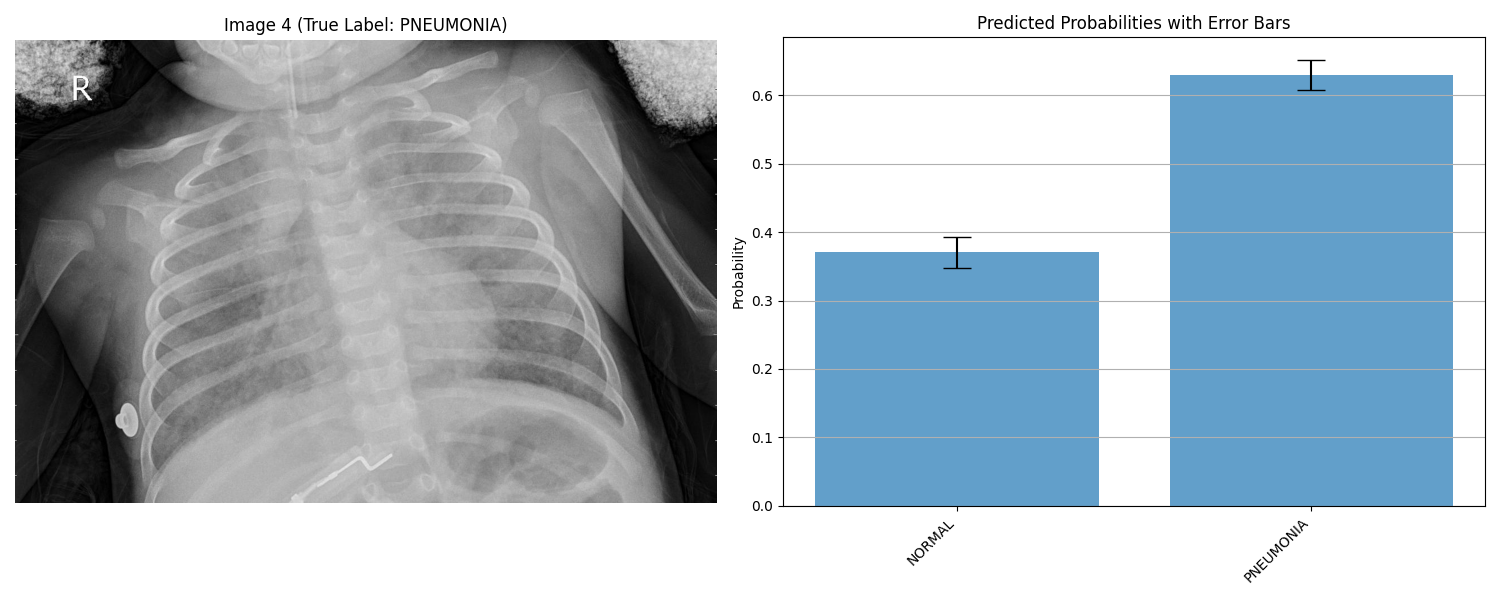 Image 4 (True Label: PNEUMONIA)
R
Predicted Probabilities with Error Bars
Probability
0.6
0.5
0.4
0.3
0.2
0.1
0.0
NORMAL
PNEUMONIA